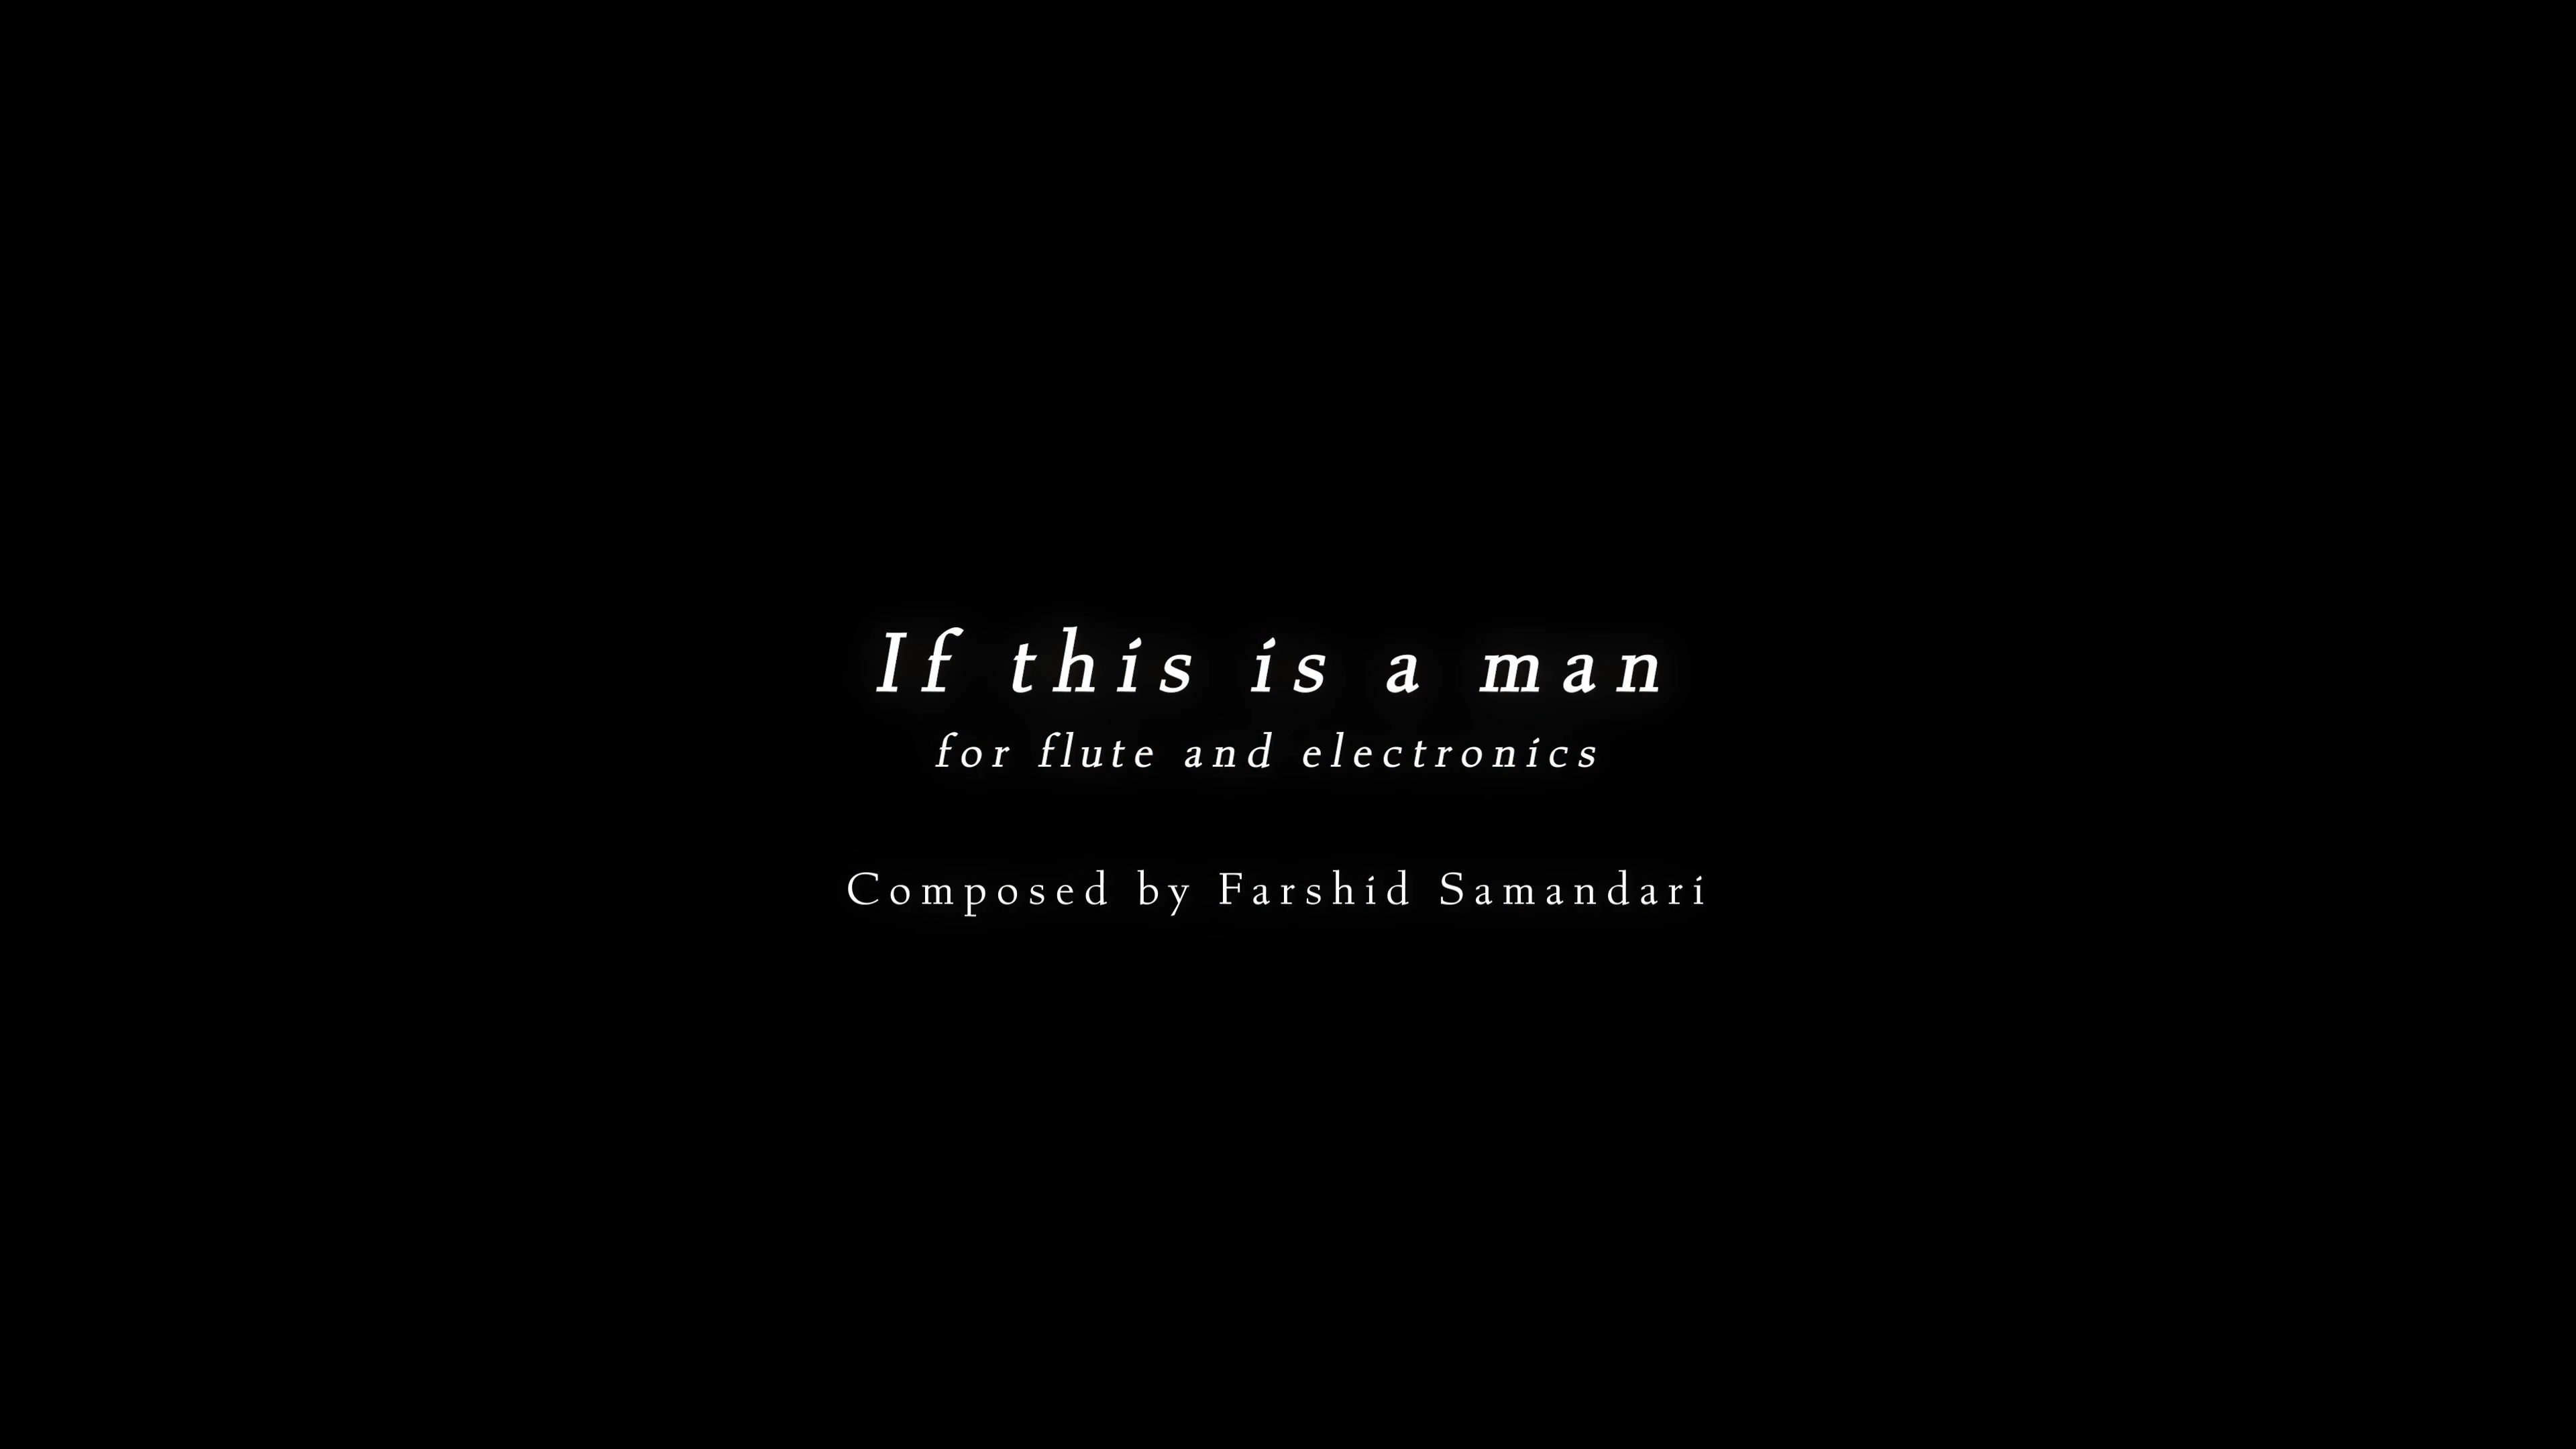 If this is a man
for flute and electronics
Composed by Farshid Samandari